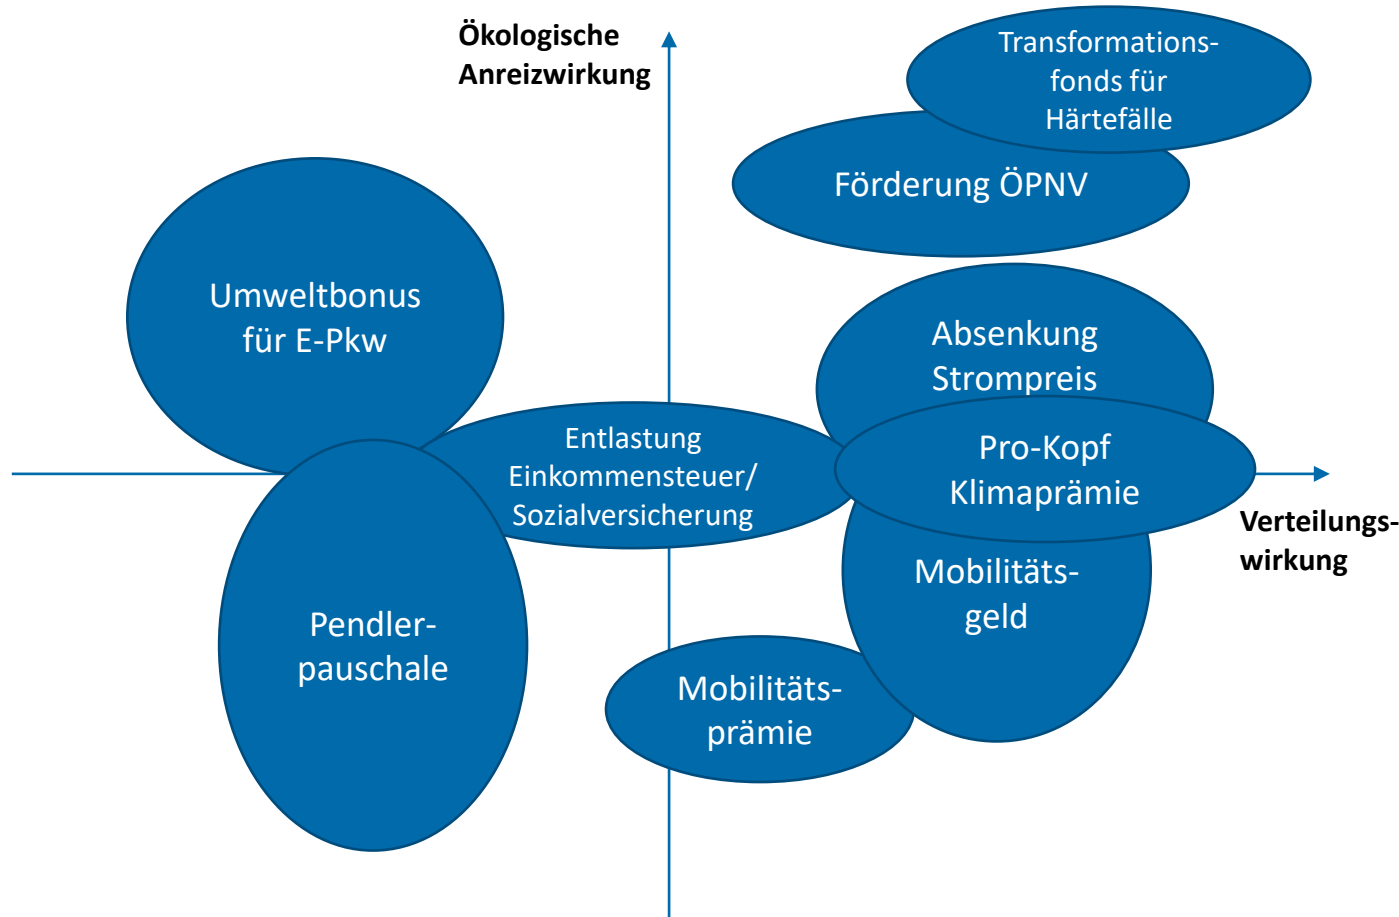 Ökologische
Anreizwirkung
Transformations-
fonds für
Härtefälle
Förderung ÖPNV
Umweltbonus
für E-Pkw
Absenkung
Strompreis
Entlastung
Einkommensteuer/
Sozialversicherung
Pro-Kopf
Klimaprämie
Verteilungs-
wirkung
Mobilitäts-
geld
Pendler-
pauschale
Mobilitäts-
prämie